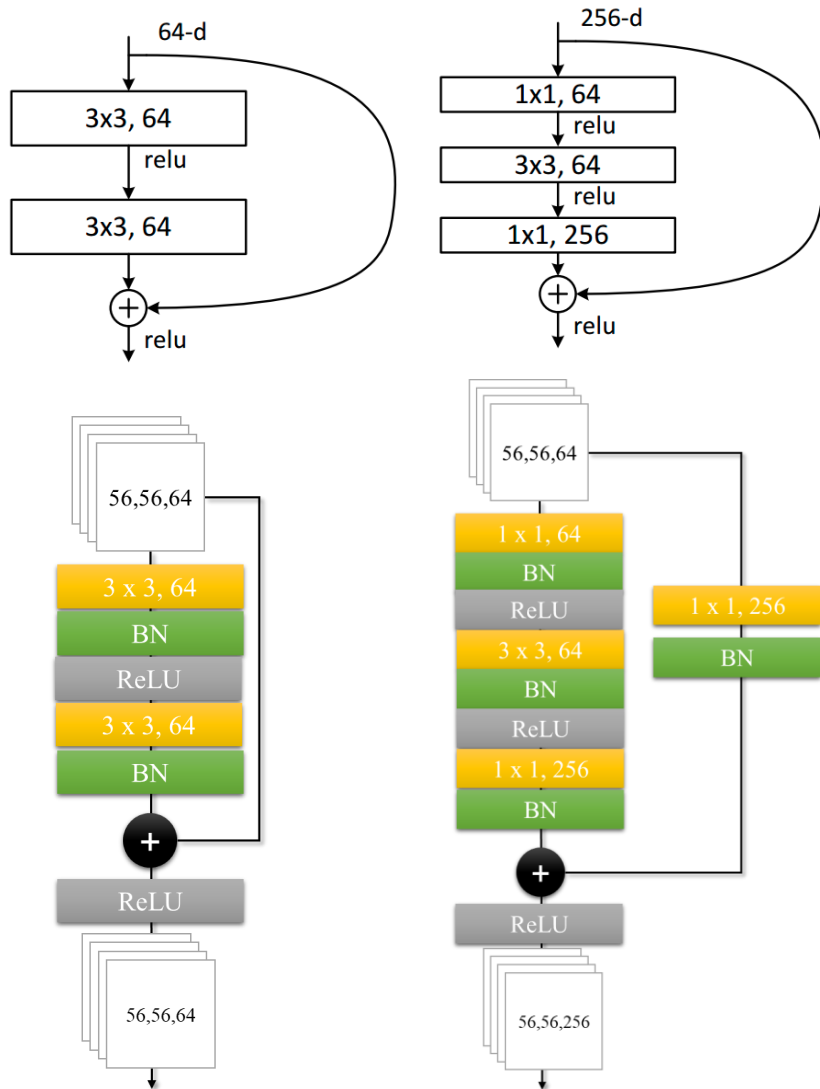 64-d
3x3, 64
relu
3x3, 64
relu
256-d
1x1, 64
relu
3x3, 64
relu
1x1, 256
relu
56,56,64
3 x 3, 64
BN
ReLU
3 x 3, 64
BN
+
ReLU
56,56,64
56,56,64
1 x 1, 64
BN
ReLU
3 x 3, 64
BN
ReLU
1 x 1, 256
BN
1 x 1, 256
BN
+
ReLU
56,56,256